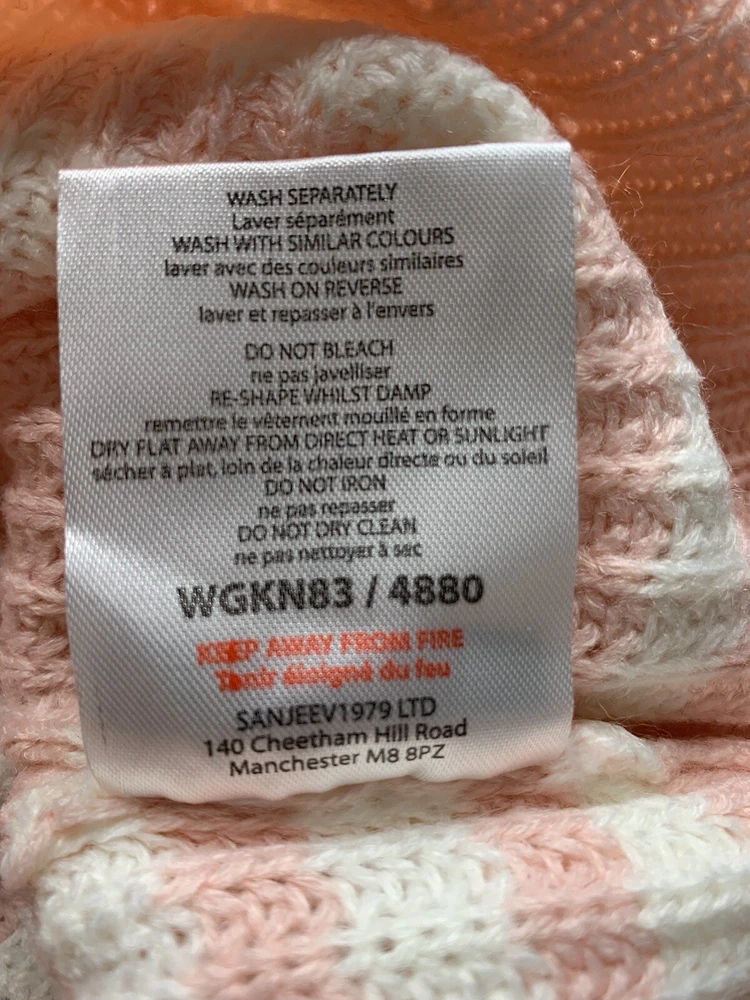 WASH SEPARATELY
Laver séparément
WASH WITH SIMILAR COLOURS
laver avec des couleurs similaires
WASH ON REVERSE
laver et repasser à l'envers
DO NOT BLEACH
ne pas javelliser
RE-SHAPE WHILST DAMP
remettre le vêtement mouillé en forme
DRY FLAT AWAY FROM DIRECT HEAT OR SUNLIGHT
sécher à plat, loin de la chaleur directe ou du soleil
DO NOT IRON
ne pas repasser
DO NOT DRY CLEAN
ne pas nettoyer à sec
WGKN83 / 4880
KEEP AWAY FROM FIRE
Tenir éloigné du feu
SANJEEV1979 LTD
140 Cheetham Hill Road
Manchester M8 8PZ